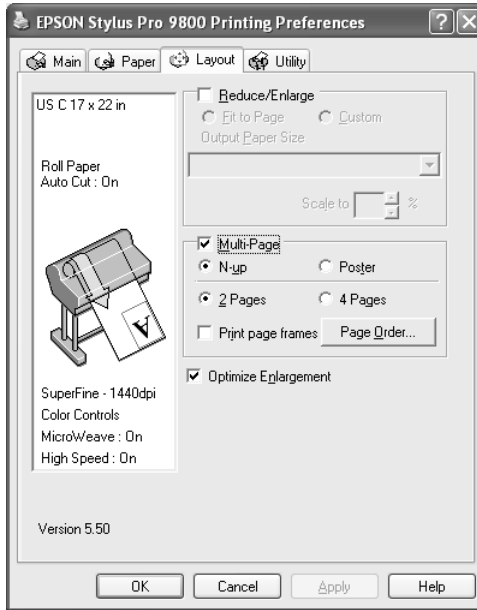 EPSON Stylus Pro 9800 Printing Preferences
Main Paper Layout Utility
US C 17 x 22 in
Roll Paper
Auto Cut : On
A
SuperFine - 1440dpi
Color Controls
MicroWeave : On
High Speed : On
Version 5.50
Reduce/Enlarge
Fit to Page Custom
Output Paper Size
Scale to %
Multi-Page
N-up Poster
2 Pages 4 Pages
Print page frames Page Order...
Optimize Enlargement
OK Cancel Apply Help